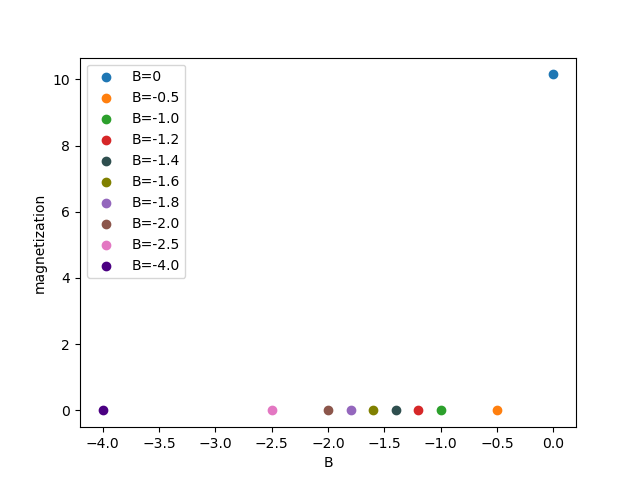 B=0
B=-0.5
B=-1.0
B=-1.2
B=-1.4
B=-1.6
B=-1.8
B=-2.0
B=-2.5
B=-4.0
10
8
6
4
2
0
magnetization
−4.0 −3.5 −3.0 −2.5 −2.0 −1.5 −1.0 −0.5 0.0
B